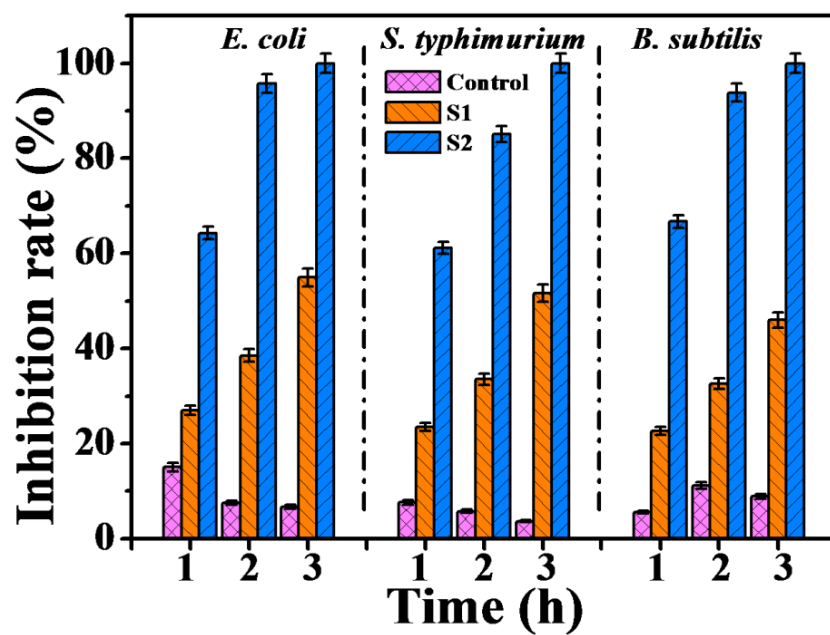 E. coli S. typhimurium B. subtilis
Control
S1
S2
Inhibition rate (%)
100
80
60
40
20
0
1 2 3 1 2 3 1 2 3
Time (h)